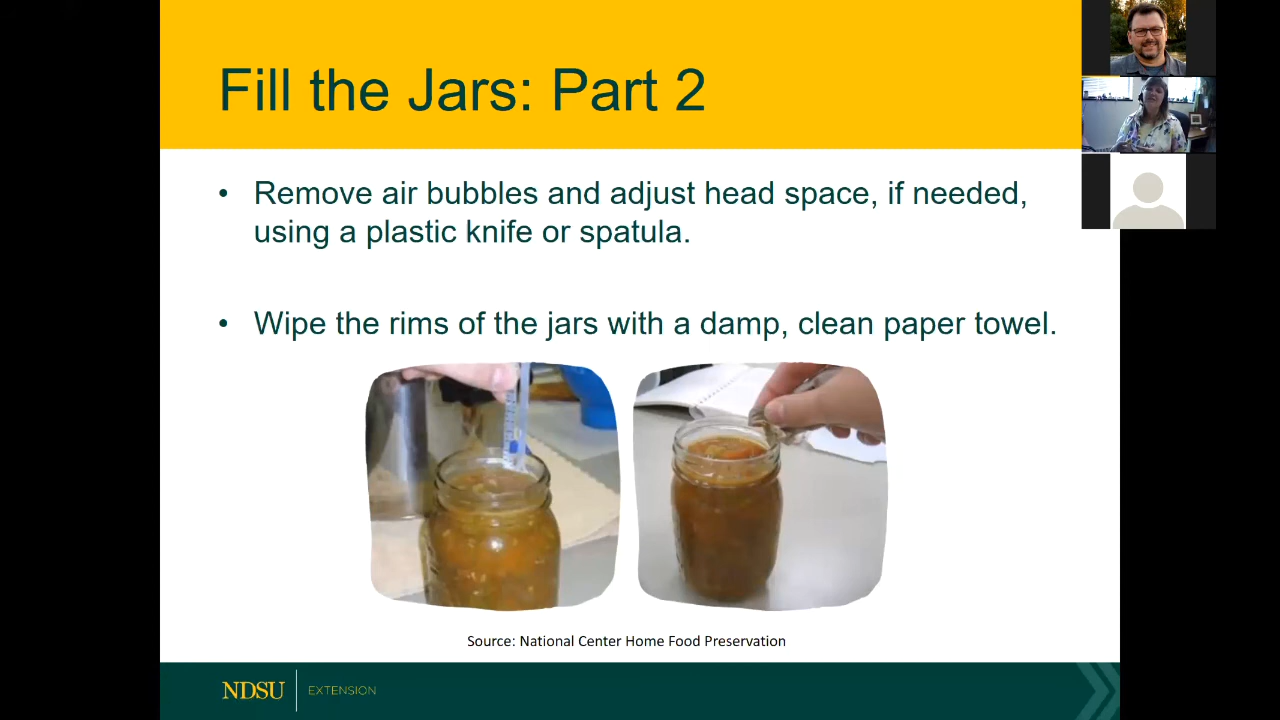 Fill the Jars: Part 2
• Remove air bubbles and adjust head space, if needed,
using a plastic knife or spatula.
• Wipe the rims of the jars with a damp, clean paper towel.
Source: National Center Home Food Preservation
NDSU EXTENSION